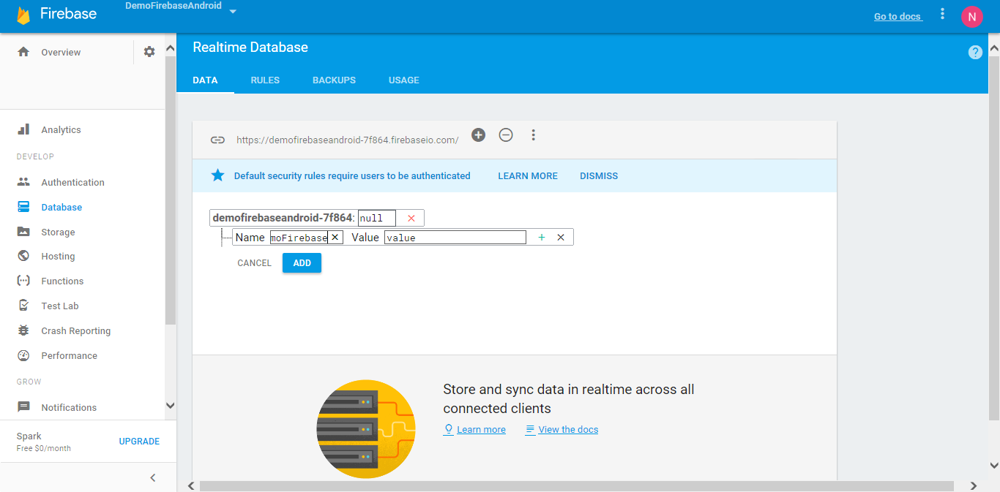 Firebase
DemoFirebaseAndroid
Go to docs
N
Overview
Realtime Database
?
DATA RULES BACKUPS USAGE
Analytics
DEVELOP
Authentication
Database
Storage
Hosting
Functions
Test Lab
Crash Reporting
Performance
GROW
Notifications
Spark
Free $0/month
UPGRADE
https://demofirebaseandroid-7f864.firebaseio.com/
Default security rules require users to be authenticated LEARN MORE DISMISS
demofirebaseandroid-7f864: null
Name moFirebase Value value
CANCEL ADD
Store and sync data in realtime across all
connected clients
Learn more View the docs